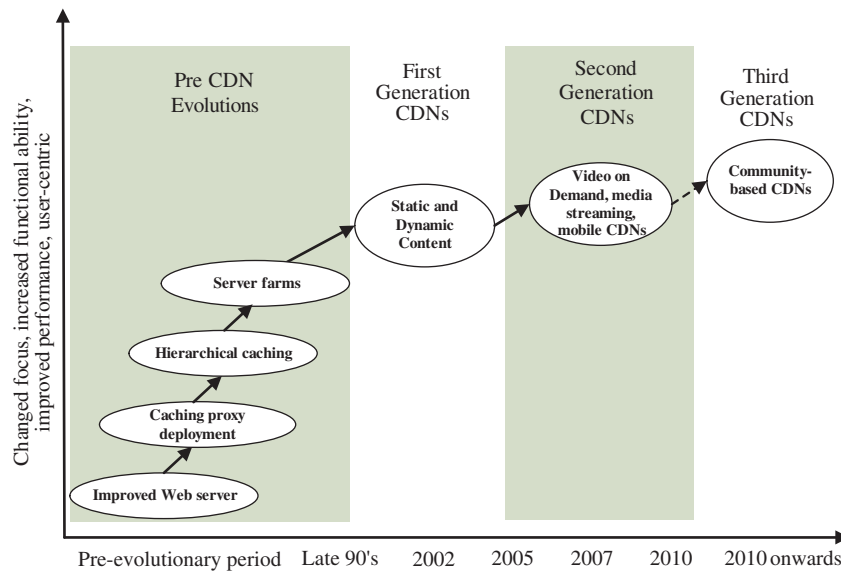 Changed focus, increased functional ability,
improved performance, user-centric
Pre CDN
Evolutions
First
Generation
CDNs
Second
Generation
CDNs
Third
Generation
CDNs
Community-
based CDNs
Video on
Demand, media
streaming,
mobile CDNs
Static and
Dynamic
Content
Server farms
Hierarchical caching
Caching proxy
deployment
Improved Web server
Pre-evolutionary period
Late 90's
2002
2005
2007
2010
2010 onwards